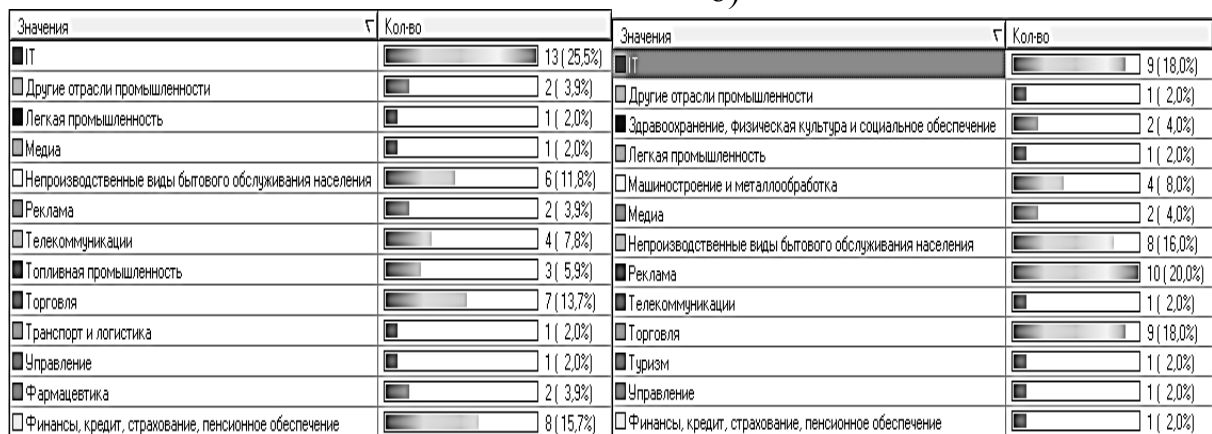 б)
Значения Кол-во
IT 13 ( 25,5%)
Другие отрасли промышленности 2 ( 3,9%)
Легкая промышленность 1 ( 2,0%)
Медиа 1 ( 2,0%)
Непроизводственные виды бытового обслуживания населения 6 ( 11,8%)
Реклама 2 ( 3,9%)
Телекоммуникации 4 ( 7,8%)
Топливная промышленность 3 ( 5,9%)
Торговля 7 ( 13,7%)
Транспорт и логистика 1 ( 2,0%)
Управление 1 ( 2,0%)
Фармацевтика 2 ( 3,9%)
Финансы, кредит, страхование, пенсионное обеспечение 8 ( 15,7%)
Значения Кол-во
IT 9 ( 18,0%)
Другие отрасли промышленности 1 ( 2,0%)
Здравоохранение, физическая культура и социальное обеспечение 2 ( 4,0%)
Легкая промышленность 1 ( 2,0%)
Машиностроение и металлообработка 4 ( 8,0%)
Медиа 2 ( 4,0%)
Непроизводственные виды бытового обслуживания населения 8 ( 16,0%)
Реклама 10 ( 20,0%)
Телекоммуникации 1 ( 2,0%)
Торговля 9 ( 18,0%)
Туризм 1 ( 2,0%)
Управление 1 ( 2,0%)
Финансы, кредит, страхование, пенсионное обеспечение 1 ( 2,0%)